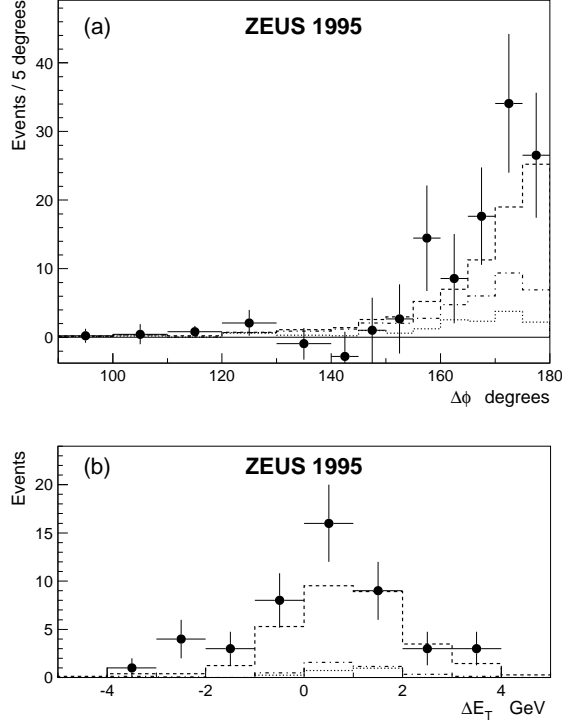 (a)
ZEUS 1995
Events / 5 degrees
40
30
20
10
0
100 120 140 160 180
Δϕ degrees
(b)
ZEUS 1995
Events
20
15
10
5
0
-4 -2 0 2 4
ΔE_T GeV